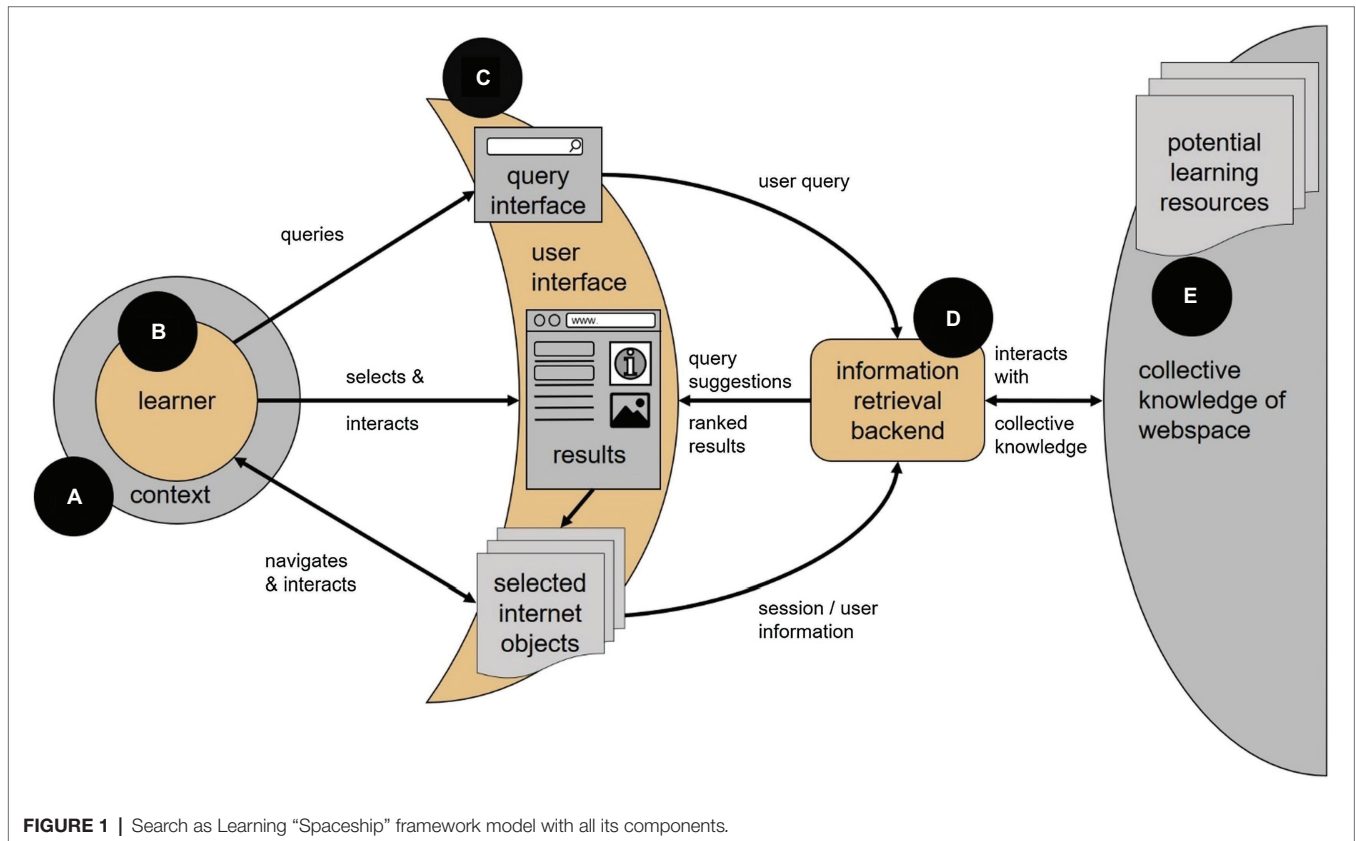 C
query
interface
user query
potential
learning
resources
queries
user
interface
B
E
D
www.
learner
selects &
interacts
query
suggestions
ranked
results
information
retrieval
backend
interacts
with
collective
knowledge
collective
knowledge of
webspace
results
A
context
navigates
& interacts
selected
internet
objects
session / user
information
FIGURE 1 | Search as Learning “Spaceship” framework model with all its components.